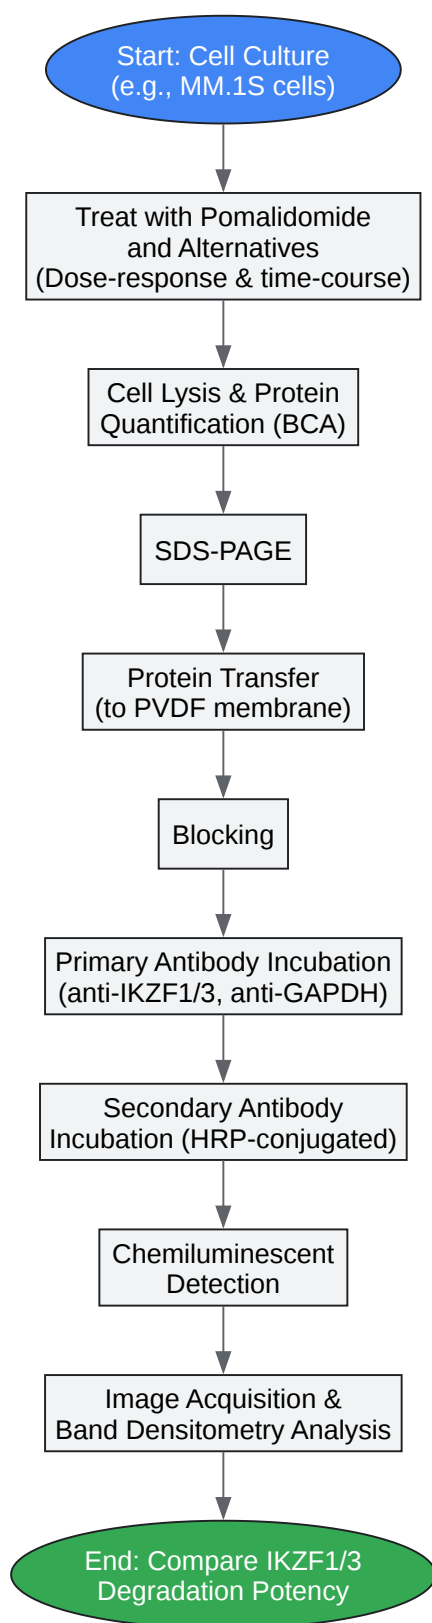 Start: Cell Culture
(e.g., MM.1S cells)
Treat with Pomalidomide
and Alternatives
(Dose-response & time-course)
Cell Lysis & Protein
Quantification (BCA)
SDS-PAGE
Protein Transfer
(to PVDF membrane)
Blocking
Primary Antibody Incubation
(anti-IKZF1/3, anti-GAPDH)
Secondary Antibody
Incubation (HRP-conjugated)
Chemiluminescent
Detection
Image Acquisition &
Band Densitometry Analysis
End: Compare IKZF1/3
Degradation Potency